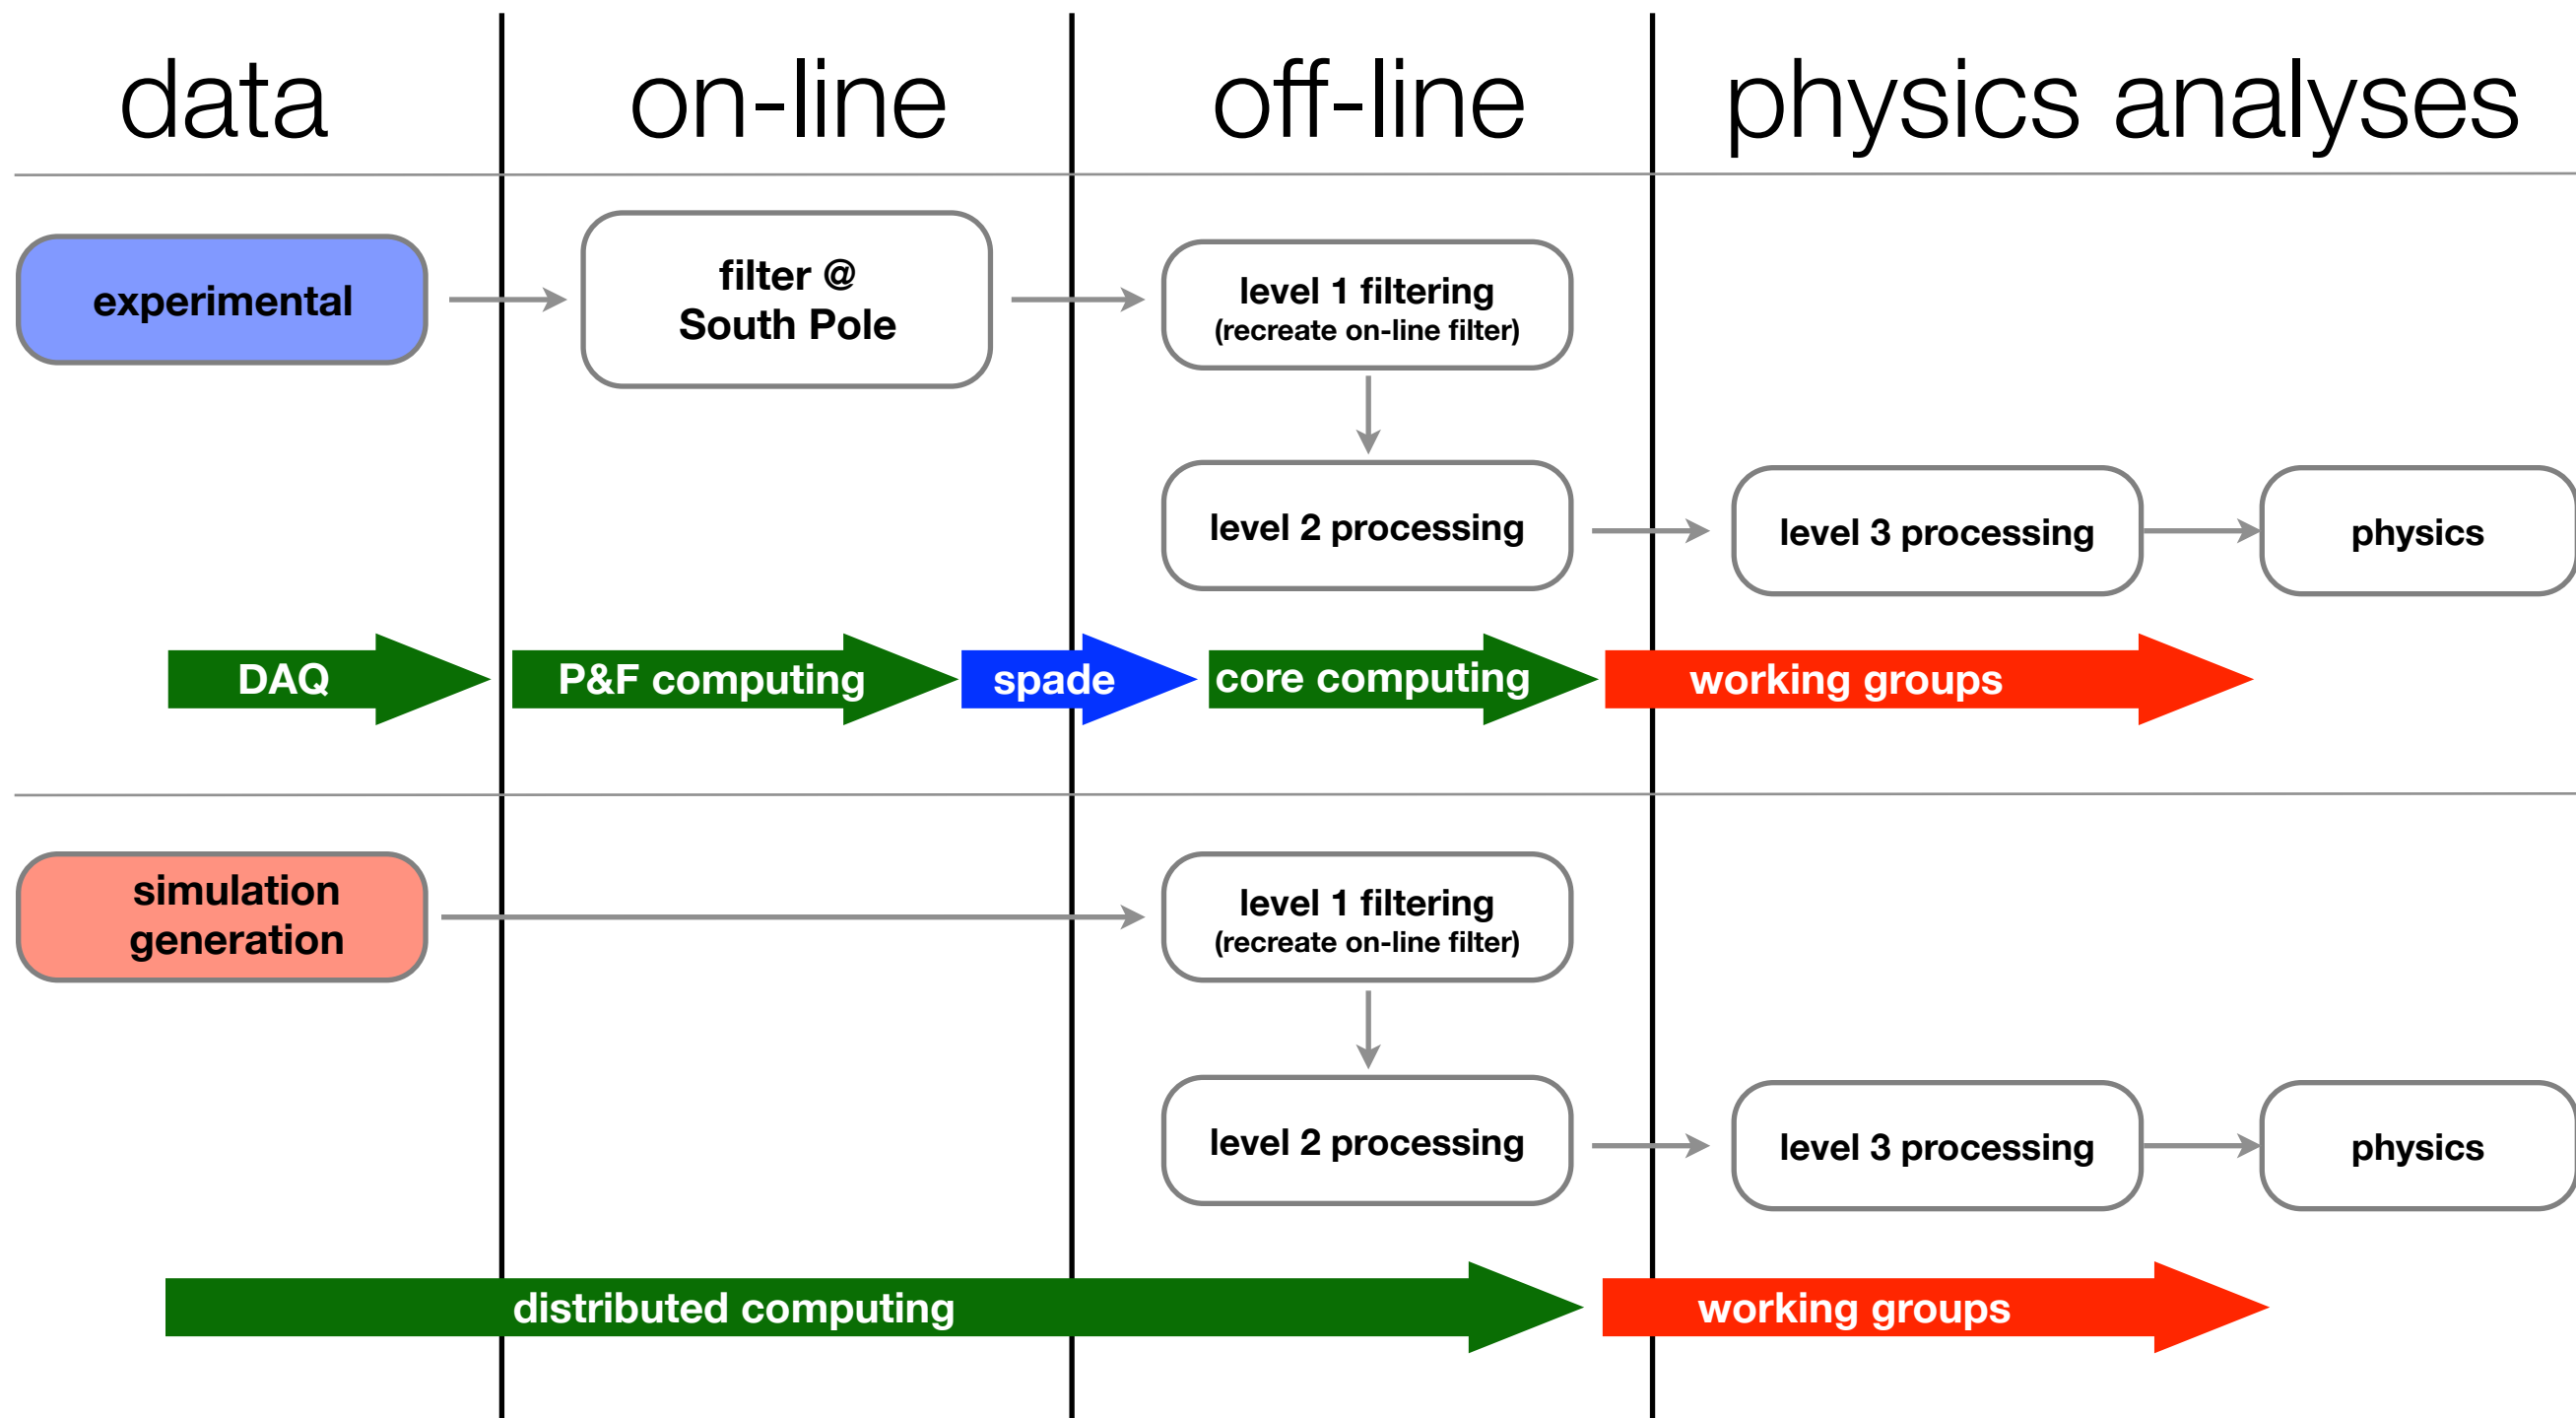 data
on-line
off-line
physics analyses
experimental
filter @
South Pole
level 1 filtering
(recreate on-line filter)
level 2 processing
level 3 processing
physics
DAQ
P&F computing
spade
core computing
working groups
simulation
generation
level 1 filtering
(recreate on-line filter)
level 2 processing
level 3 processing
physics
distributed computing
working groups